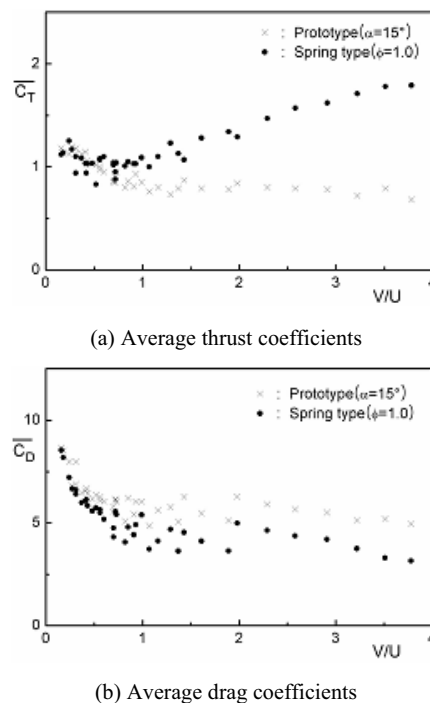 × : Prototype(α=15°)
• : Spring type(ϕ=1.0)
2
C_T
1
0
0 1 2 3 4
V/U
(a) Average thrust coefficients
× : Prototype(α=15°)
• : Spring type(ϕ=1.0)
10
C_D
5
0
0 1 2 3 4
V/U
(b) Average drag coefficients